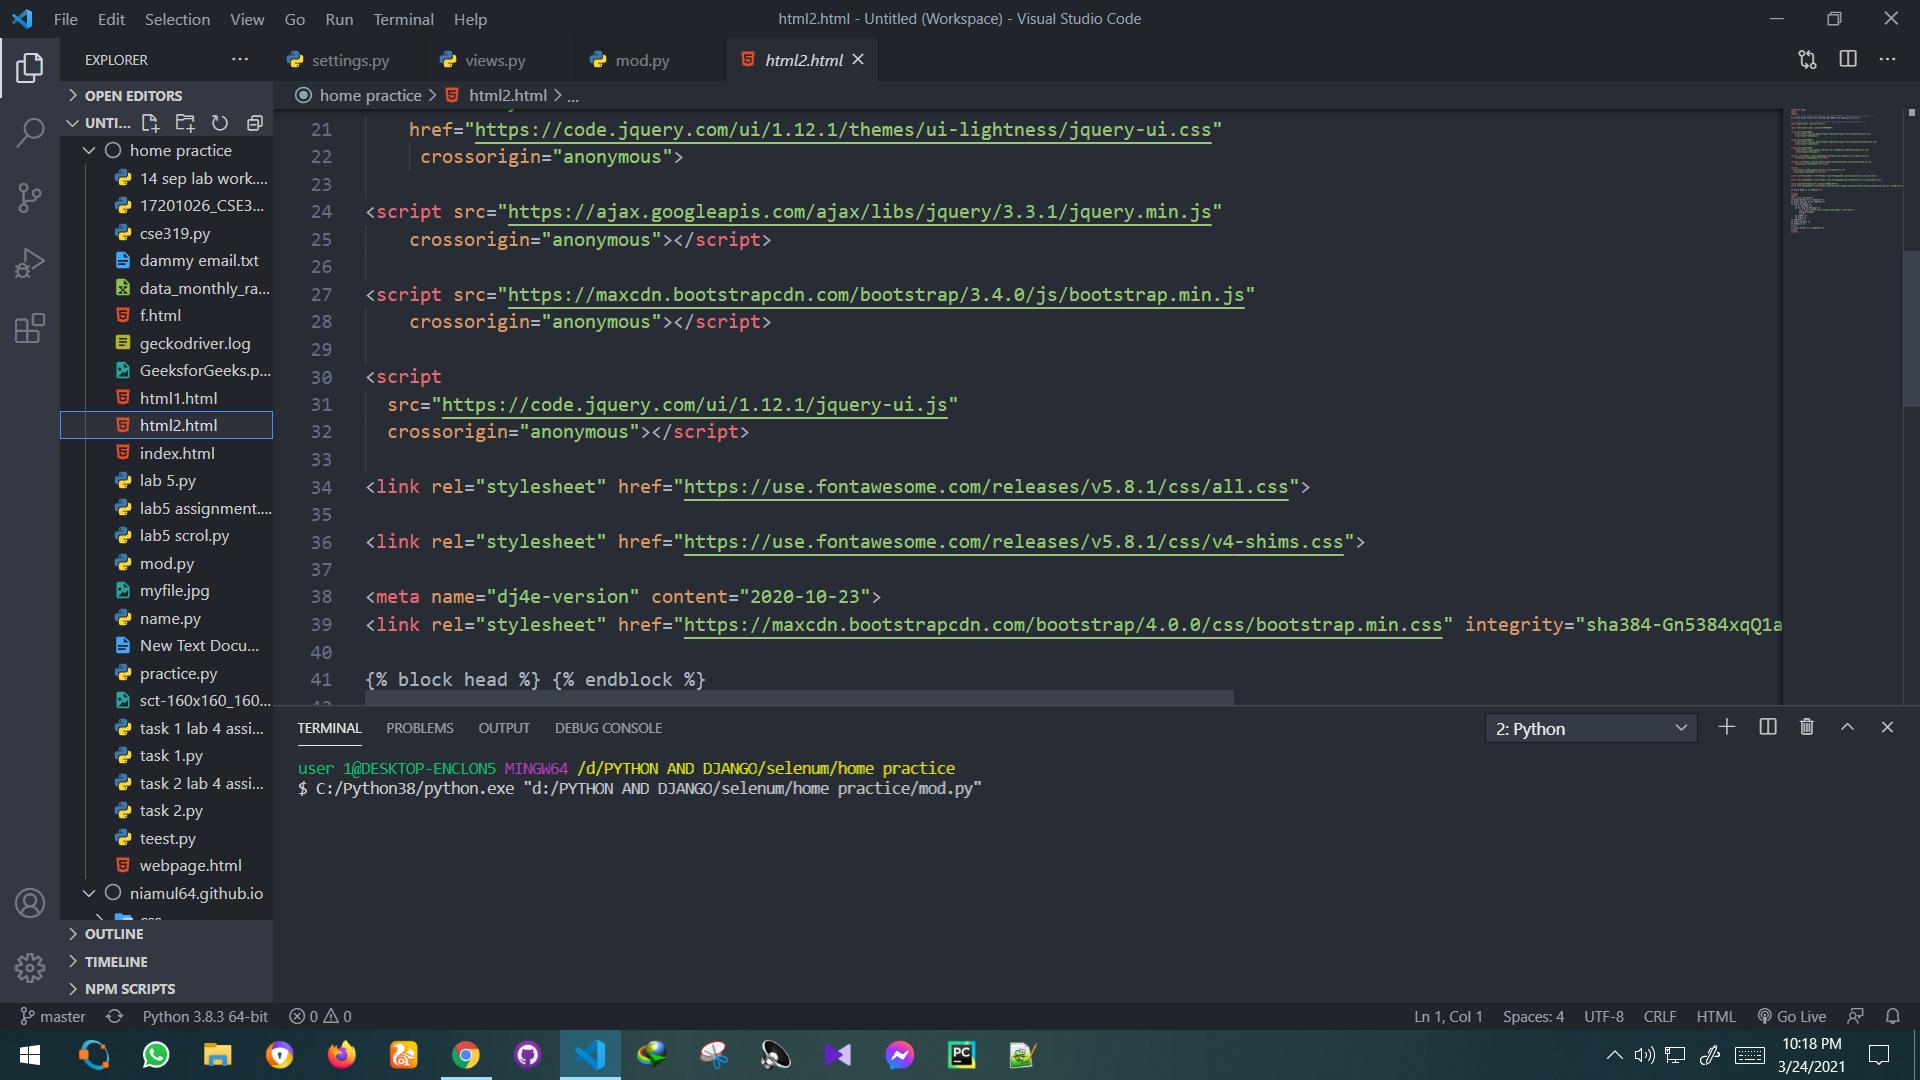 File Edit Selection View Go Run Terminal Help
html2.html - Untitled (Workspace) - Visual Studio Code
EXPLORER
settings.py
views.py
mod.py
html2.html
OPEN EDITORS
home practice > html2.html > ...
UNTI...
home practice
14 sep lab work....
17201026_CSE3...
cse319.py
dammy email.txt
data_monthly_ra...
f.html
geckodriver.log
GeeksforGeeks.p...
html1.html
html2.html
index.html
lab 5.py
lab5 assignment....
lab5 scrol.py
mod.py
myfile.jpg
name.py
New Text Docu...
practice.py
sct-160x160_160...
task 1 lab 4 assi...
task 1.py
task 2 lab 4 assi...
task 2.py
teest.py
webpage.html
niamul64.github.io
css
OUTLINE
TIMELINE
NPM SCRIPTS
21 href="https://code.jquery.com/ui/1.12.1/themes/ui-lightness/jquery-ui.css"
22 crossorigin="anonymous">
23
24 <script src="https://ajax.googleapis.com/ajax/libs/jquery/3.3.1/jquery.min.js"
25 crossorigin="anonymous"></script>
26
27 <script src="https://maxcdn.bootstrapcdn.com/bootstrap/3.4.0/js/bootstrap.min.js"
28 crossorigin="anonymous"></script>
29
30 <script
31 src="https://code.jquery.com/ui/1.12.1/jquery-ui.js"
32 crossorigin="anonymous"></script>
33
34 <link rel="stylesheet" href="https://use.fontawesome.com/releases/v5.8.1/css/all.css">
35
36 <link rel="stylesheet" href="https://use.fontawesome.com/releases/v5.8.1/css/v4-shims.css">
37
38 <meta name="dj4e-version" content="2020-10-23">
39 <link rel="stylesheet" href="https://maxcdn.bootstrapcdn.com/bootstrap/4.0.0/css/bootstrap.min.css" integrity="sha384-Gn5384xqQ1a
40
41 {% block head %} {% endblock %}
TERMINAL PROBLEMS OUTPUT DEBUG CONSOLE
2: Python
user 1@DESKTOP-ENCLON5 MINGW64 /d/PYTHON AND DJANGO/selenum/home practice
$ C:/Python38/python.exe "d:/PYTHON AND DJANGO/selenum/home practice/mod.py"
master
Python 3.8.3 64-bit
0 0
Ln 1, Col 1
Spaces: 4
UTF-8
CRLF
HTML
Go Live
PC
10:18 PM
3/24/2021